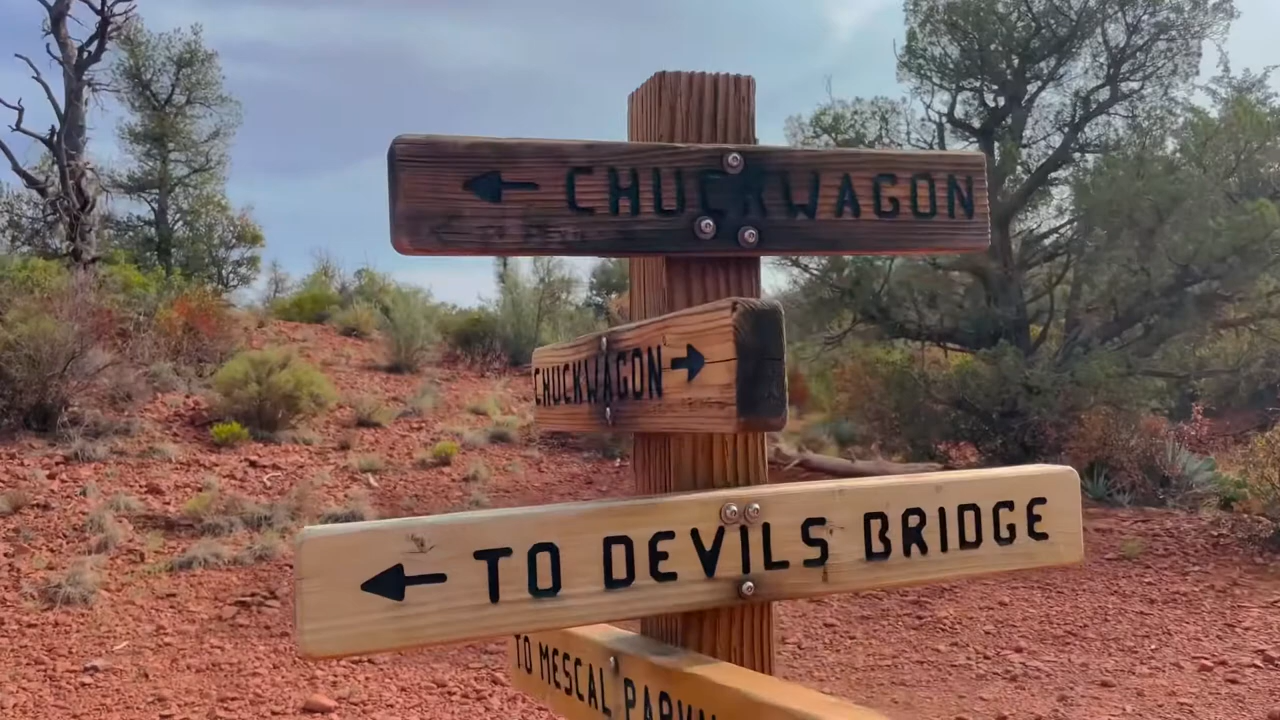 ← CHUCKWAGON
CHUCKWAGON →
← TO DEVILS BRIDGE
TO MESCAL